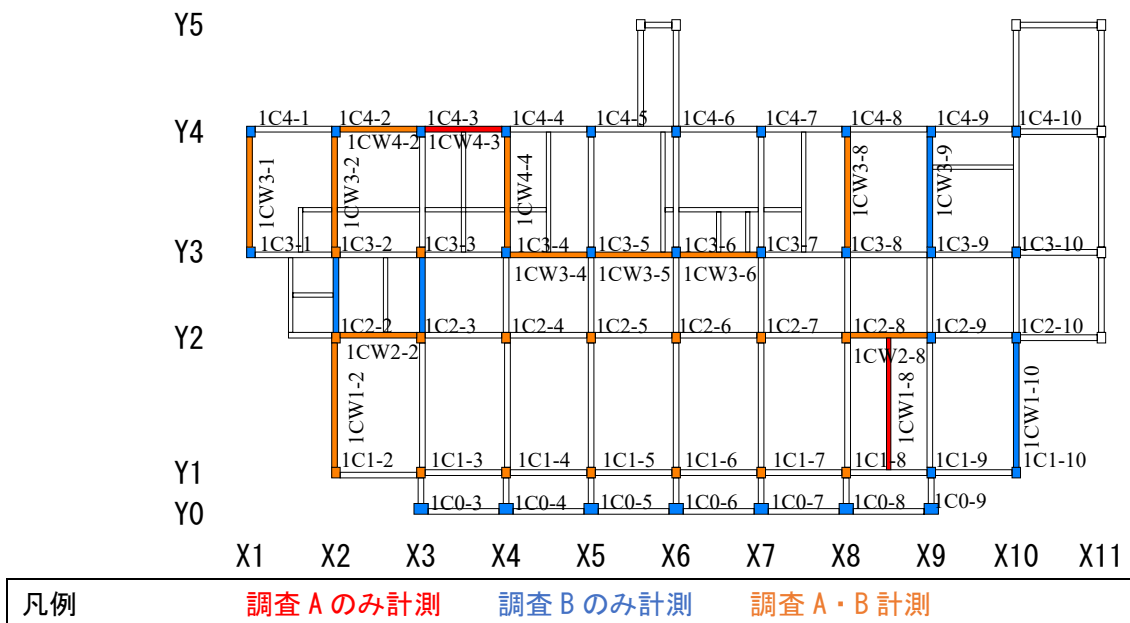 Y5
1C4-1 1C4-2 1C4-3 1C4-4 1C4-5 1C4-6 1C4-7 1C4-8 1C4-9 1C4-10
Y4
1CW4-2 1CW4-3
1CW3-1 1CW3-2 1CW4-4 1CW3-8 1CW3-9
1C3-1 1C3-2 1C3-3 1C3-4 1C3-5 1C3-6 1C3-7 1C3-8 1C3-9 1C3-10
Y3
1CW3-4 1CW3-5 1CW3-6
1C2-2 1C2-3 1C2-4 1C2-5 1C2-6 1C2-7 1C2-8 1C2-9 1C2-10
Y2
1CW2-2 1CW2-8
1CW1-2 1CW1-8 1CW1-10
1C1-2 1C1-3 1C1-4 1C1-5 1C1-6 1C1-7 1C1-8 1C1-9 1C1-10
Y1
1C0-3 1C0-4 1C0-5 1C0-6 1C0-7 1C0-8 1C0-9
Y0
X1 X2 X3 X4 X5 X6 X7 X8 X9 X10 X11
凡例 調査Aのみ計測 調査Bのみ計測 調査A・B計測